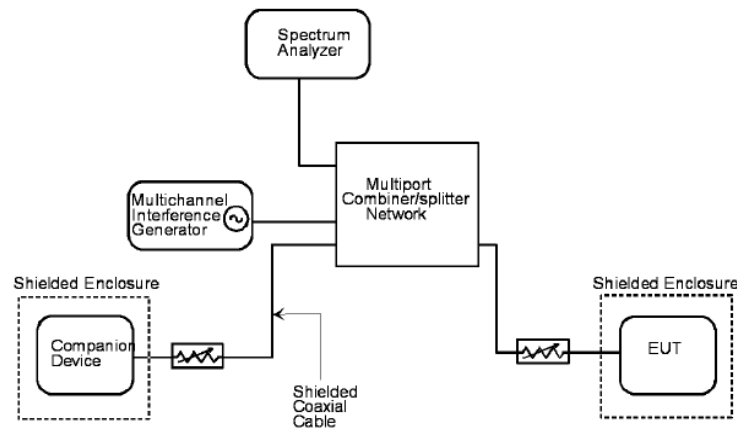 Spectrum
Analyzer
Multiport
Combiner/splitter
Network
Multichannel
Interference
Generator
Shielded Enclosure
Companion
Device
Shielded
Coaxial
Cable
Shielded Enclosure
EUT